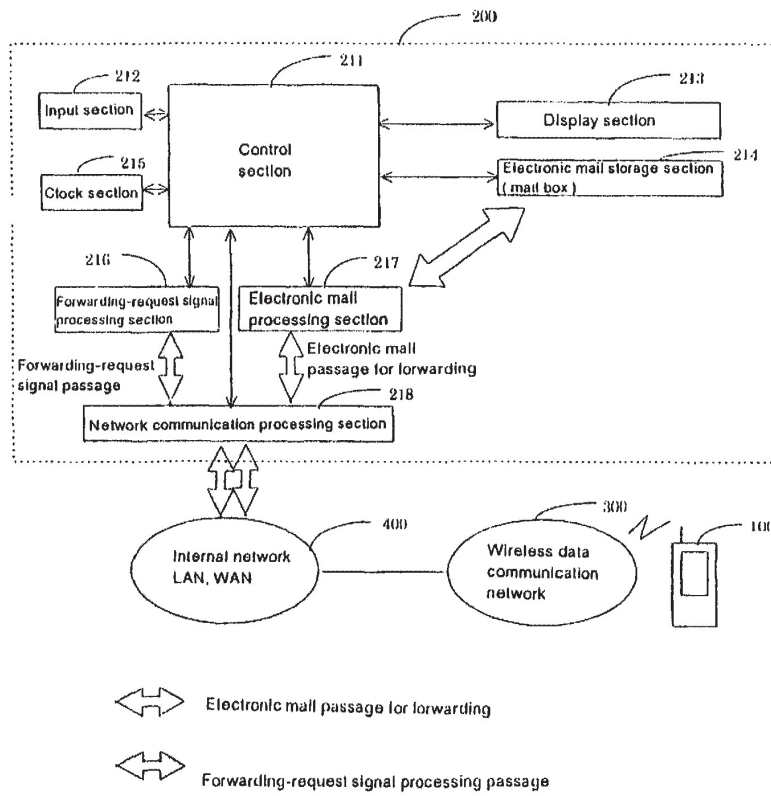 200
211
212
Input section
213
Display section
Control
section
215
Clock section
214
Electronic mail storage section
( mail box )
216
Forwarding-request signal
processing section
217
Electronic mail
processing section
Forwarding-request
signal passage
Electronic mail
passage for forwarding
218
Network communication processing section
400
Internal network
LAN, WAN
300
Wireless data
communication
network
100
Electronic mail passage for forwarding
Forwarding-request signal processing passage